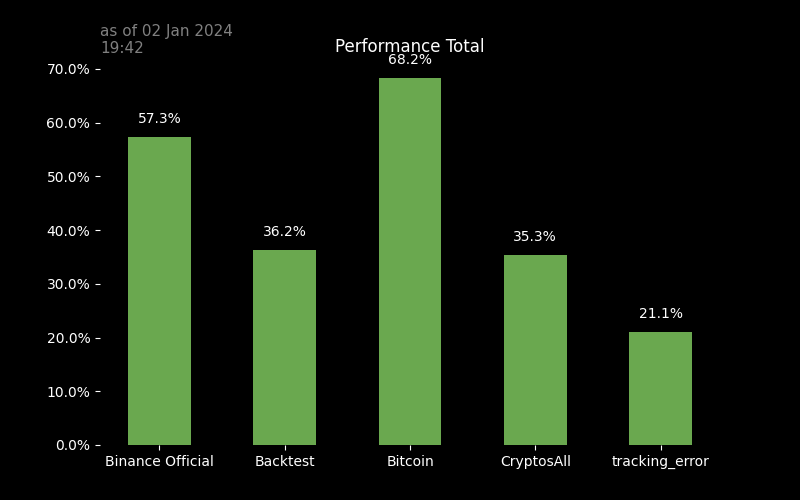 as of 02 Jan 2024
19:42
Performance Total
70.0%
60.0%
50.0%
40.0%
30.0%
20.0%
10.0%
0.0%
57.3%
36.2%
68.2%
35.3%
21.1%
Binance Official
Backtest
Bitcoin
CryptosAll
tracking_error